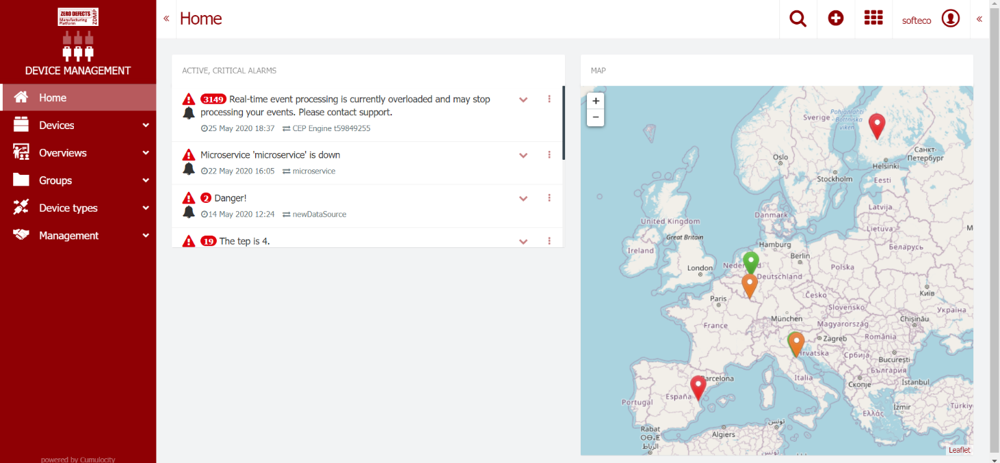 ZERO DEFECTS
Manufacturing
Platform
ZDMP
DEVICE MANAGEMENT
Home
Devices
Overviews
Groups
Device types
Management
powered by Cumulocity
«
Home
softeco
«
ACTIVE, CRITICAL ALARMS
3149 Real-time event processing is currently overloaded and may stop
processing your events. Please contact support.
25 May 2020 18:37 CEP Engine t59849255
Microservice 'microservice' is down
22 May 2020 16:05 microservice
2 Danger!
14 May 2020 12:24 newDataSource
19 The tep is 4.
MAP
+
−
Pohjanlahti
Bottniska
viken
Sverige
Санкт-
Петербург
Oslo
Helsinki
Stockholm
Eesti
Latvija
Danmark
United Kingdom
Lietuva
Great Britain
Hamburg
Беларусь
Ireland
Berlin
London
Nederland
Polska
Deutschland
Київ
Paris
Česko
Україна
Slovensko
München
Chișinău
France
Magyarország
Zagreb
România
Hrvatska
Србија
București
България
Barcelona
Italia
Скопје
İstanbul
España
Portugal
İzmir
Türkiy
Ελλάς
Rabat
ⵔⴱⴰⵟ
الرباط
Algiers
تونس
Leaflet